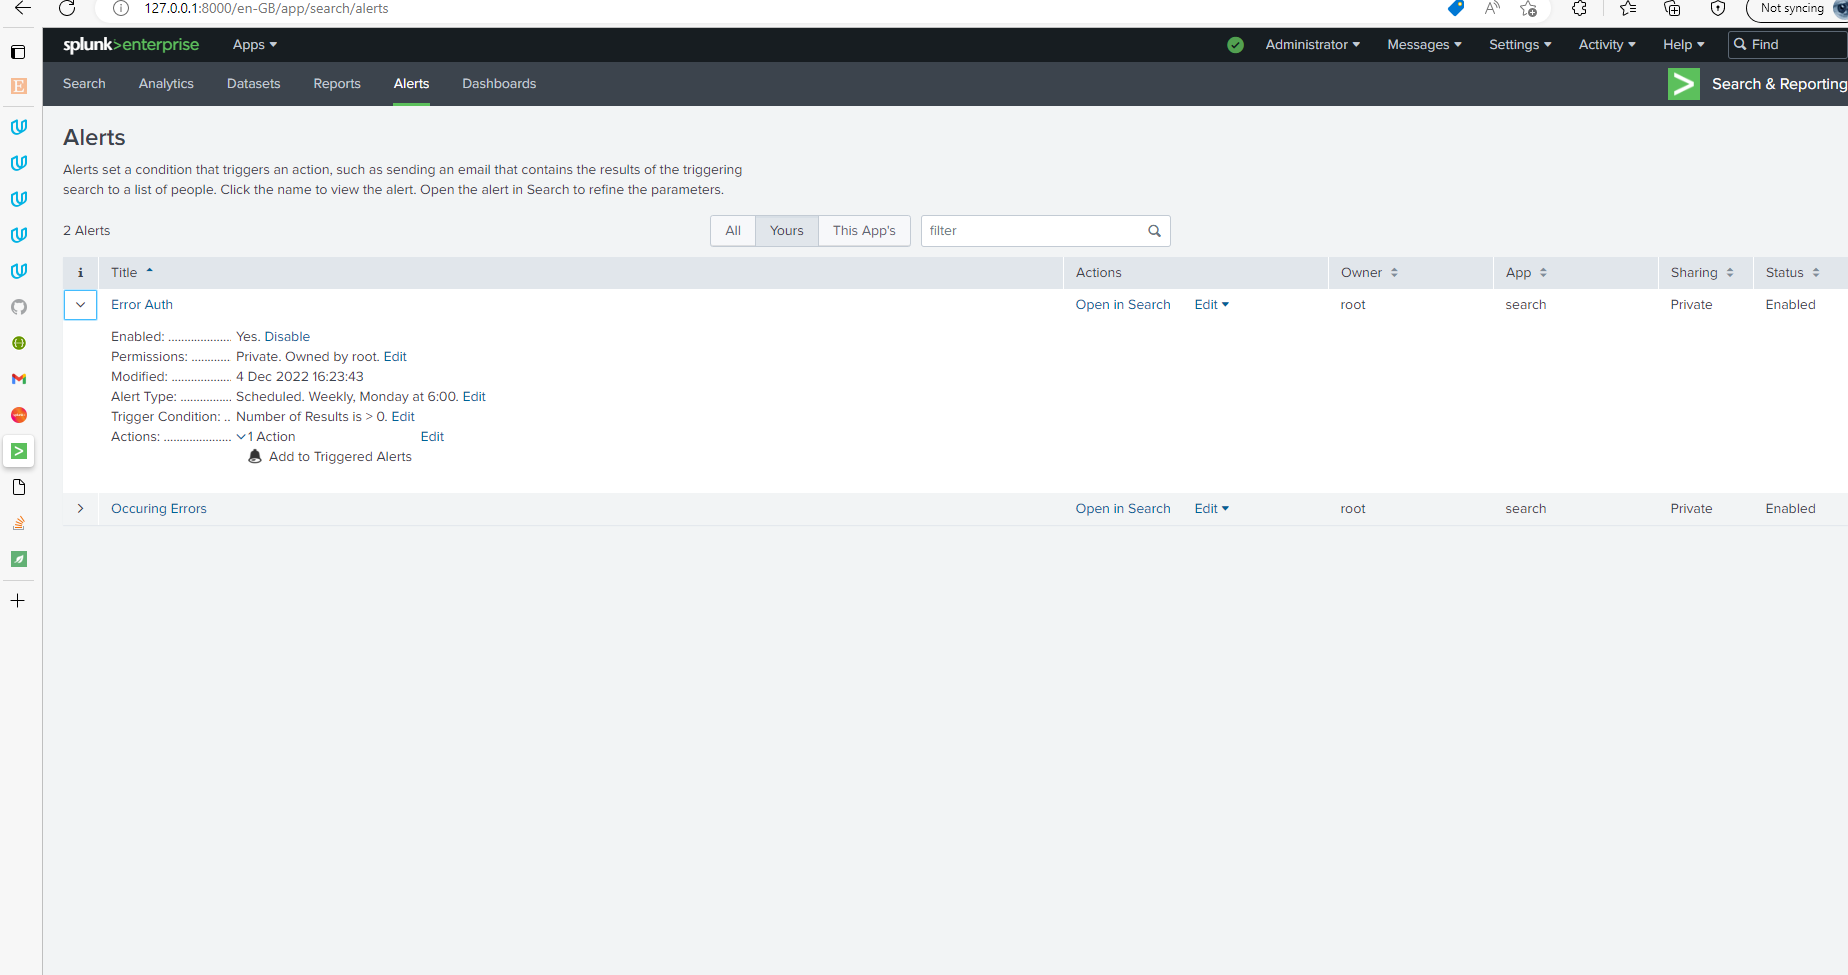 127.0.0.1:8000/en-GB/app/search/alerts
Not syncing
splunk>enterprise Apps Administrator Messages Settings Activity Help Find
Search Analytics Datasets Reports Alerts Dashboards Search & Reporting
Alerts
Alerts set a condition that triggers an action, such as sending an email that contains the results of the triggering
search to a list of people. Click the name to view the alert. Open the alert in Search to refine the parameters.
2 Alerts All Yours This App's filter
i Title Actions Owner App Sharing Status
Error Auth Open in Search Edit root search Private Enabled
Enabled: ................... Yes. Disable
Permissions: ............ Private. Owned by root. Edit
Modified: .................. 4 Dec 2022 16:23:43
Alert Type: ............... Scheduled. Weekly, Monday at 6:00. Edit
Trigger Condition: .. Number of Results is > 0. Edit
Actions: ..................... 1 Action Edit
Add to Triggered Alerts
Occuring Errors Open in Search Edit root search Private Enabled